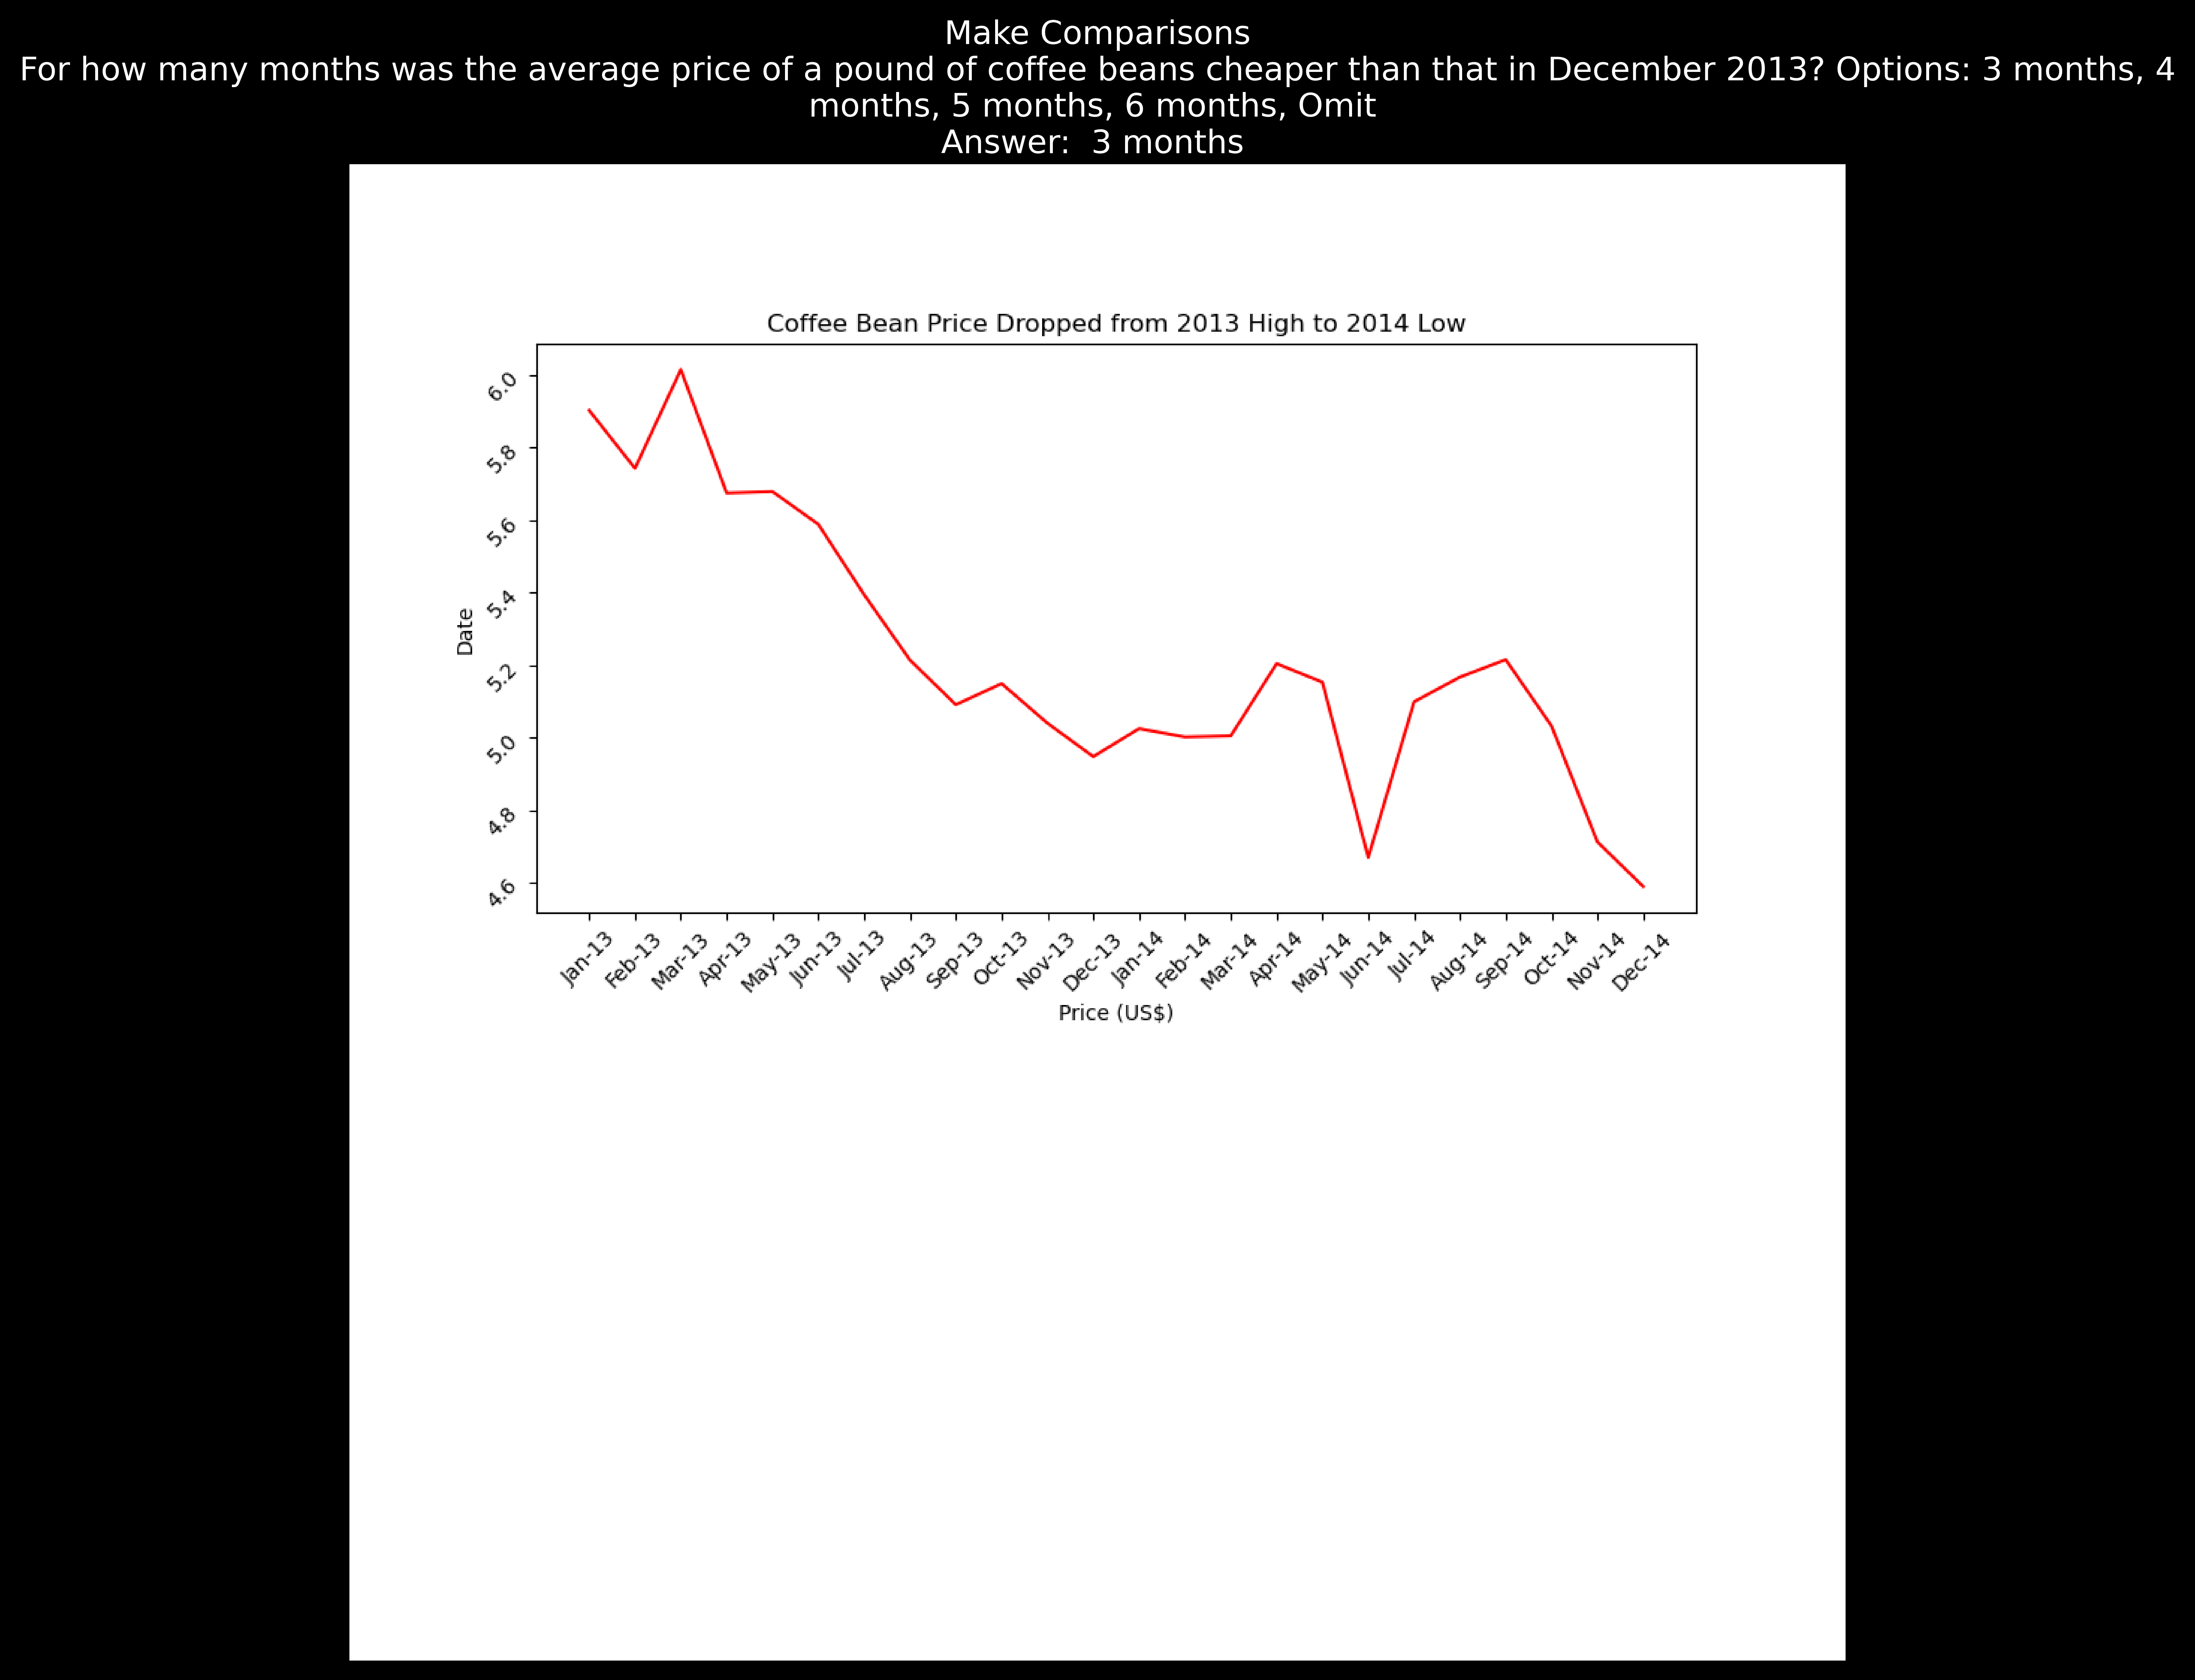 Make Comparisons
For how many months was the average price of a pound of coffee beans cheaper than that in December 2013? Options: 3 months, 4
months, 5 months, 6 months, Omit
Answer:  3 months
Coffee Bean Price Dropped from 2013 High to 2014 Low
6.0
5.8
5.6
5.4
5.2
5.0
4.8
4.6
Date
Jan-13
Feb-13
Mar-13
Apr-13
May-13
Jun-13
Jul-13
Aug-13
Sep-13
Oct-13
Nov-13
Dec-13
Jan-14
Feb-14
Mar-14
Apr-14
May-14
Jun-14
Jul-14
Aug-14
Sep-14
Oct-14
Nov-14
Dec-14
Price (US$)